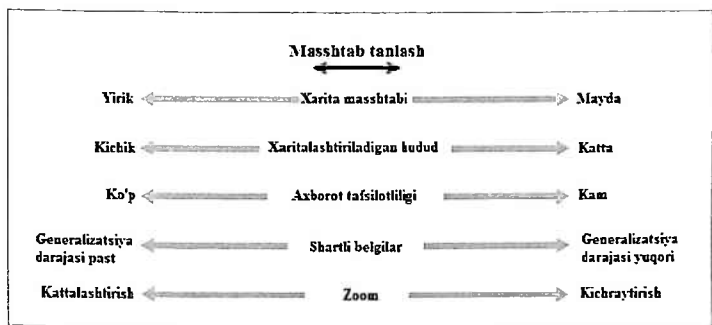 Masshtab tanlash
Yirik Xarita masshtabi Mayda
Kichik Xaritalashtiriladigan hudud Katta
Ko'p Axborot tafsilotliligi Kam
Generalizatsiya darajasi past Shartli belgilar Generalizatsiya darajasi yuqori
Kattalashtirish Zoom Kichraytirish